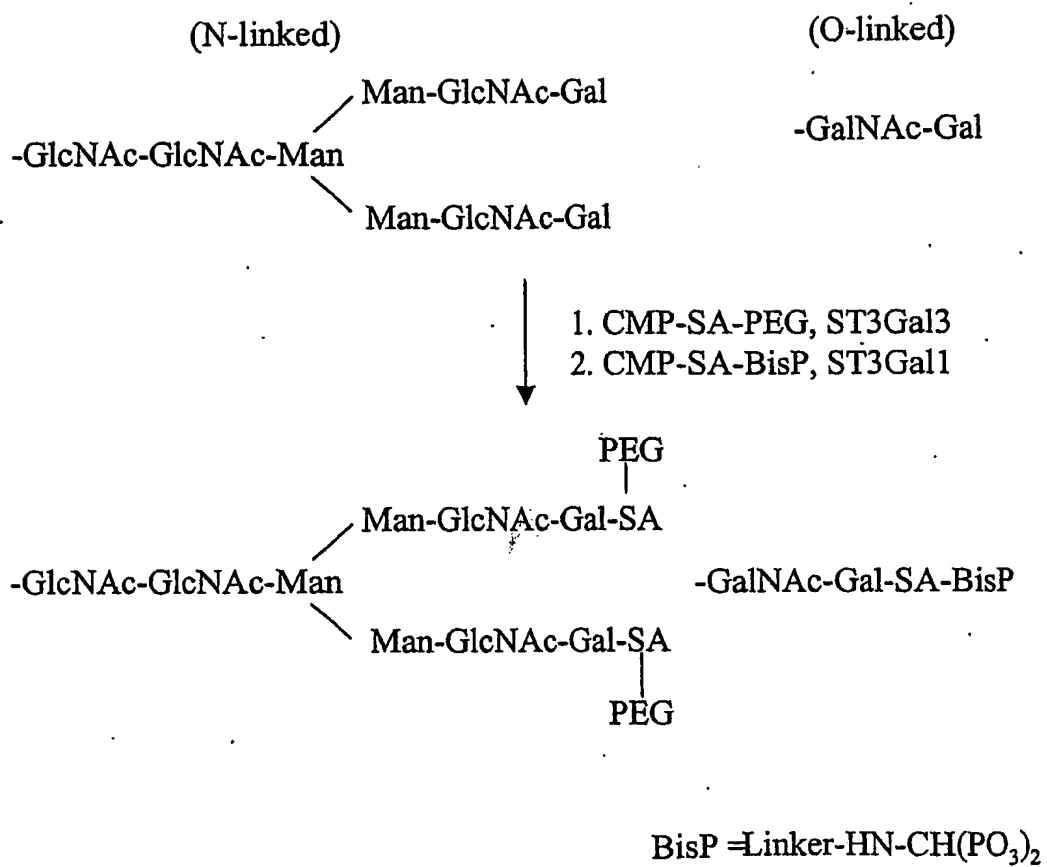 (N-linked)
(O-linked)
Man-GlcNAc-Gal
-GalNAc-Gal
-GlcNAc-GlcNAc-Man
Man-GlcNAc-Gal
1. CMP-SA-PEG, ST3Gal3
2. CMP-SA-BisP, ST3Gal1
PEG
Man-GlcNAc-Gal-SA
-GlcNAc-GlcNAc-Man
-GalNAc-Gal-SA-BisP
Man-GlcNAc-Gal-SA
PEG
BisP =Linker-HN-CH(PO₃)₂